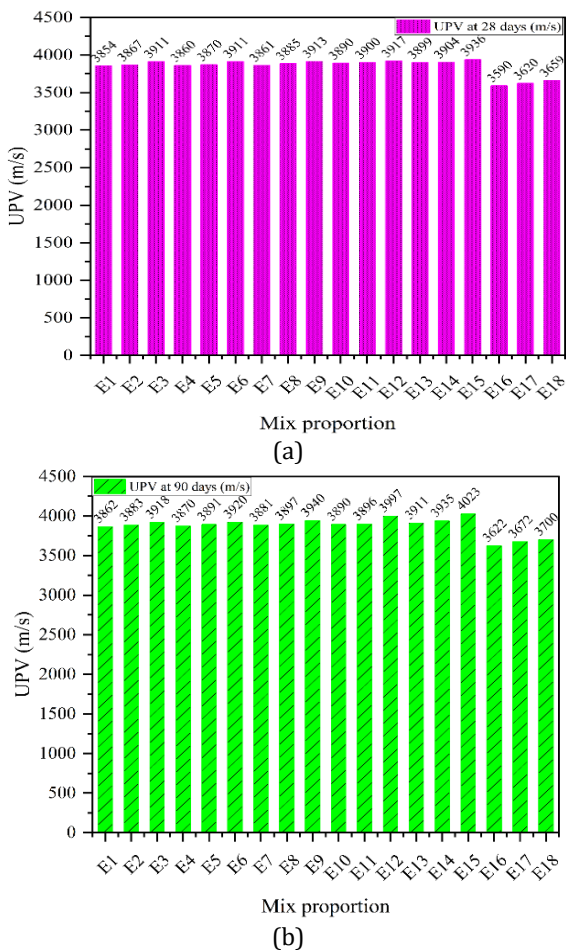 (a)
UPV at 28 days (m/s)
4500
4000
3500
3000
2500
2000
1500
1000
500
0
UPV (m/s)
3854 3867 3911 3860 3870 3911 3861 3885 3913 3890 3900 3917 3899 3904 3936 3590 3620 3659
E1 E2 E3 E4 E5 E6 E7 E8 E9 E10 E11 E12 E13 E14 E15 E16 E17 E18
Mix proportion
(a)
UPV at 90 days (m/s)
4500
4000
3500
3000
2500
2000
1500
1000
500
0
UPV (m/s)
3862 3883 3918 3870 3891 3920 3881 3897 3940 3890 3896 3997 3911 3935 4023 3622 3672 3700
E1 E2 E3 E4 E5 E6 E7 E8 E9 E10 E11 E12 E13 E14 E15 E16 E17 E18
Mix proportion
(b)